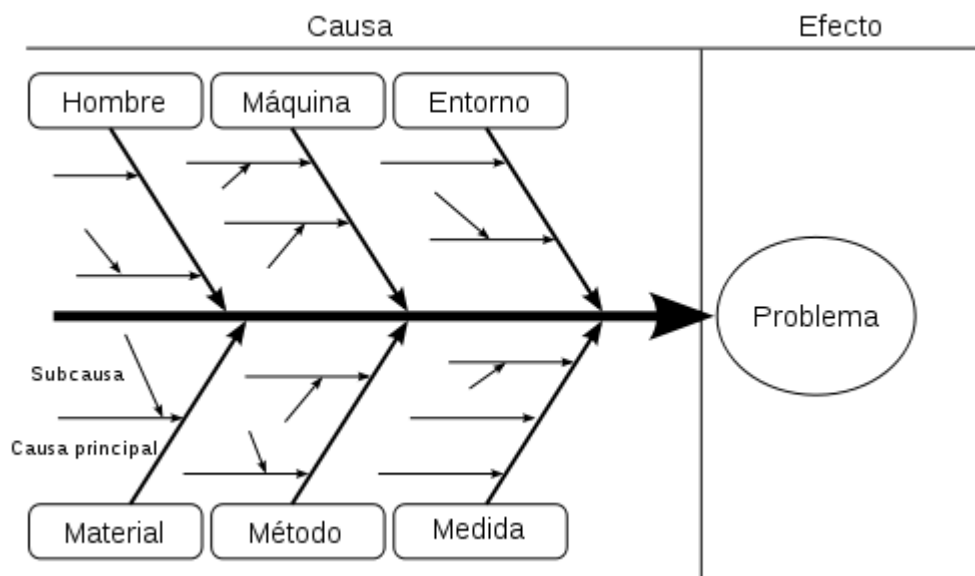 Causa
Efecto
Hombre
Máquina
Entorno
Problema
Subcausa
Causa principal
Material
Método
Medida